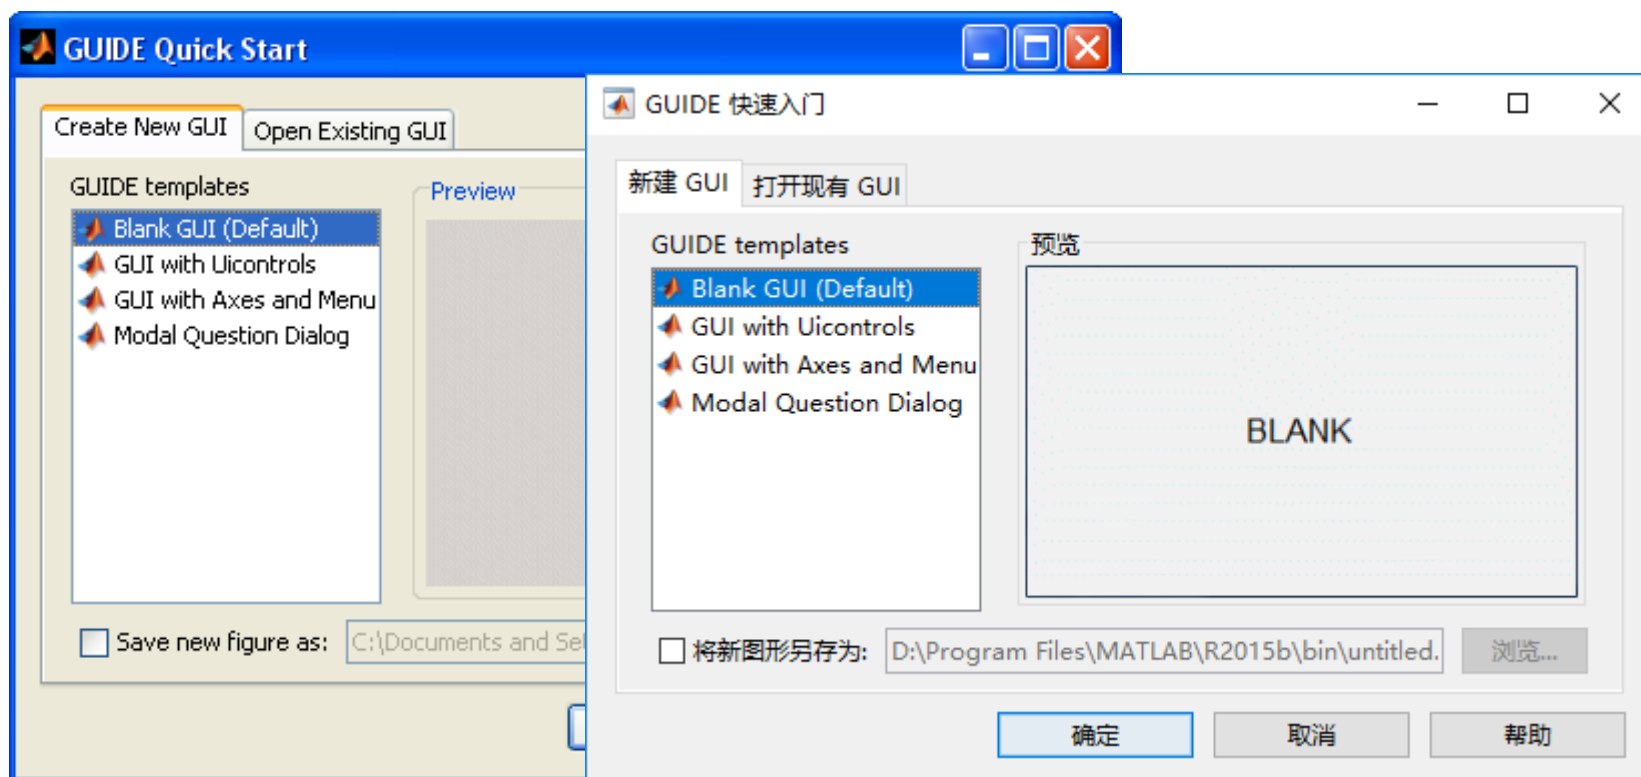 GUIDE Quick Start
Create New GUI
Open Existing GUI
GUIDE templates
Preview
Blank GUI (Default)
GUI with Uicontrols
GUI with Axes and Menu
Modal Question Dialog
Save new figure as:
C:\Documents and Se
GUIDE 快速入门
新建 GUI
打开现有 GUI
GUIDE templates
预览
Blank GUI (Default)
GUI with Uicontrols
GUI with Axes and Menu
Modal Question Dialog
BLANK
将新图形另存为:
D:\Program Files\MATLAB\R2015b\bin\untitled.
浏览...
确定
取消
帮助